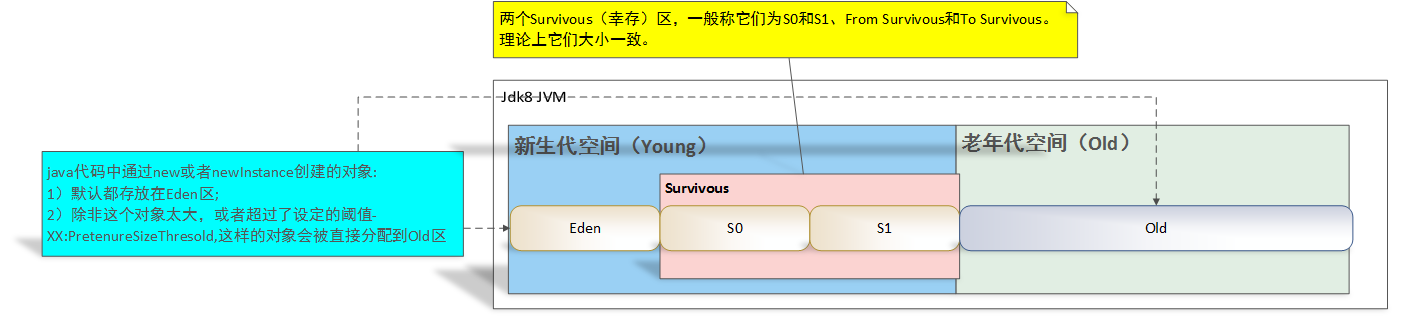 两个Survivous（幸存）区，一般称它们为S0和S1、From Survivous和To Survivous。
理论上它们大小一致。
Jdk8 JVM
新生代空间（Young）
老年代空间（Old）
java代码中通过new或者newInstance创建的对象:
1）默认都存放在Eden区;
2）除非这个对象太大，或者超过了设定的阈值-
XX:PretenureSizeThresold,这样的对象会被直接分配到Old区
Survivous
Eden
S0
S1
Old